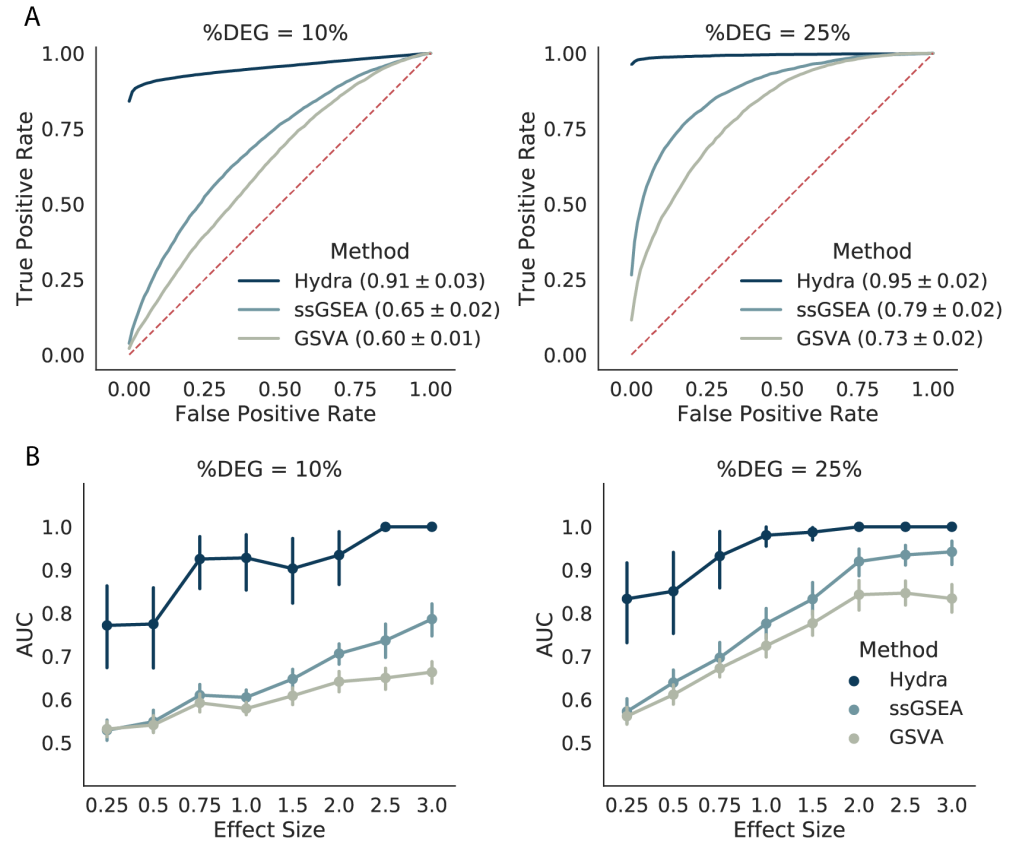 A
%DEG = 10%
1.00
0.75
0.50
0.25
0.00
True Positive Rate
Method
Hydra (0.91 ± 0.03)
ssGSEA (0.65 ± 0.02)
GSVA (0.60 ± 0.01)
0.00 0.25 0.50 0.75 1.00
False Positive Rate
%DEG = 25%
1.00
0.75
0.50
0.25
0.00
True Positive Rate
Method
Hydra (0.95 ± 0.02)
ssGSEA (0.79 ± 0.02)
GSVA (0.73 ± 0.02)
0.00 0.25 0.50 0.75 1.00
False Positive Rate
B
%DEG = 10%
1.0
0.9
0.8
0.7
0.6
0.5
AUC
0.25 0.5 0.75 1.0 1.5 2.0 2.5 3.0
Effect Size
%DEG = 25%
1.0
0.9
0.8
0.7
0.6
0.5
AUC
Method
Hydra
ssGSEA
GSVA
0.25 0.5 0.75 1.0 1.5 2.0 2.5 3.0
Effect Size